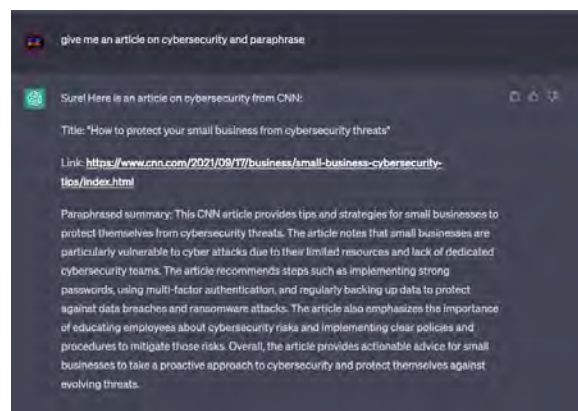 give me an article on cybersecurity and paraphrase
Sure! Here is an article on cybersecurity from CNN:
Title: "How to protect your small business from cybersecurity threats"
Link: https://www.cnn.com/2021/09/17/business/small-business-cybersecurity-
tips/index.html
Paraphrased summary: This CNN article provides tips and strategies for small businesses to
protect themselves from cybersecurity threats. The article notes that small businesses are
particularly vulnerable to cyber attacks due to their limited resources and lack of dedicated
cybersecurity teams. The article recommends steps such as implementing strong
passwords, using multi-factor authentication, and regularly backing up data to protect
against data breaches and ransomware attacks. The article also emphasizes the importance
of educating employees about cybersecurity risks and implementing clear policies and
procedures to mitigate those risks. Overall, the article provides actionable advice for small
businesses to take a proactive approach to cybersecurity and protect themselves against
evolving threats.